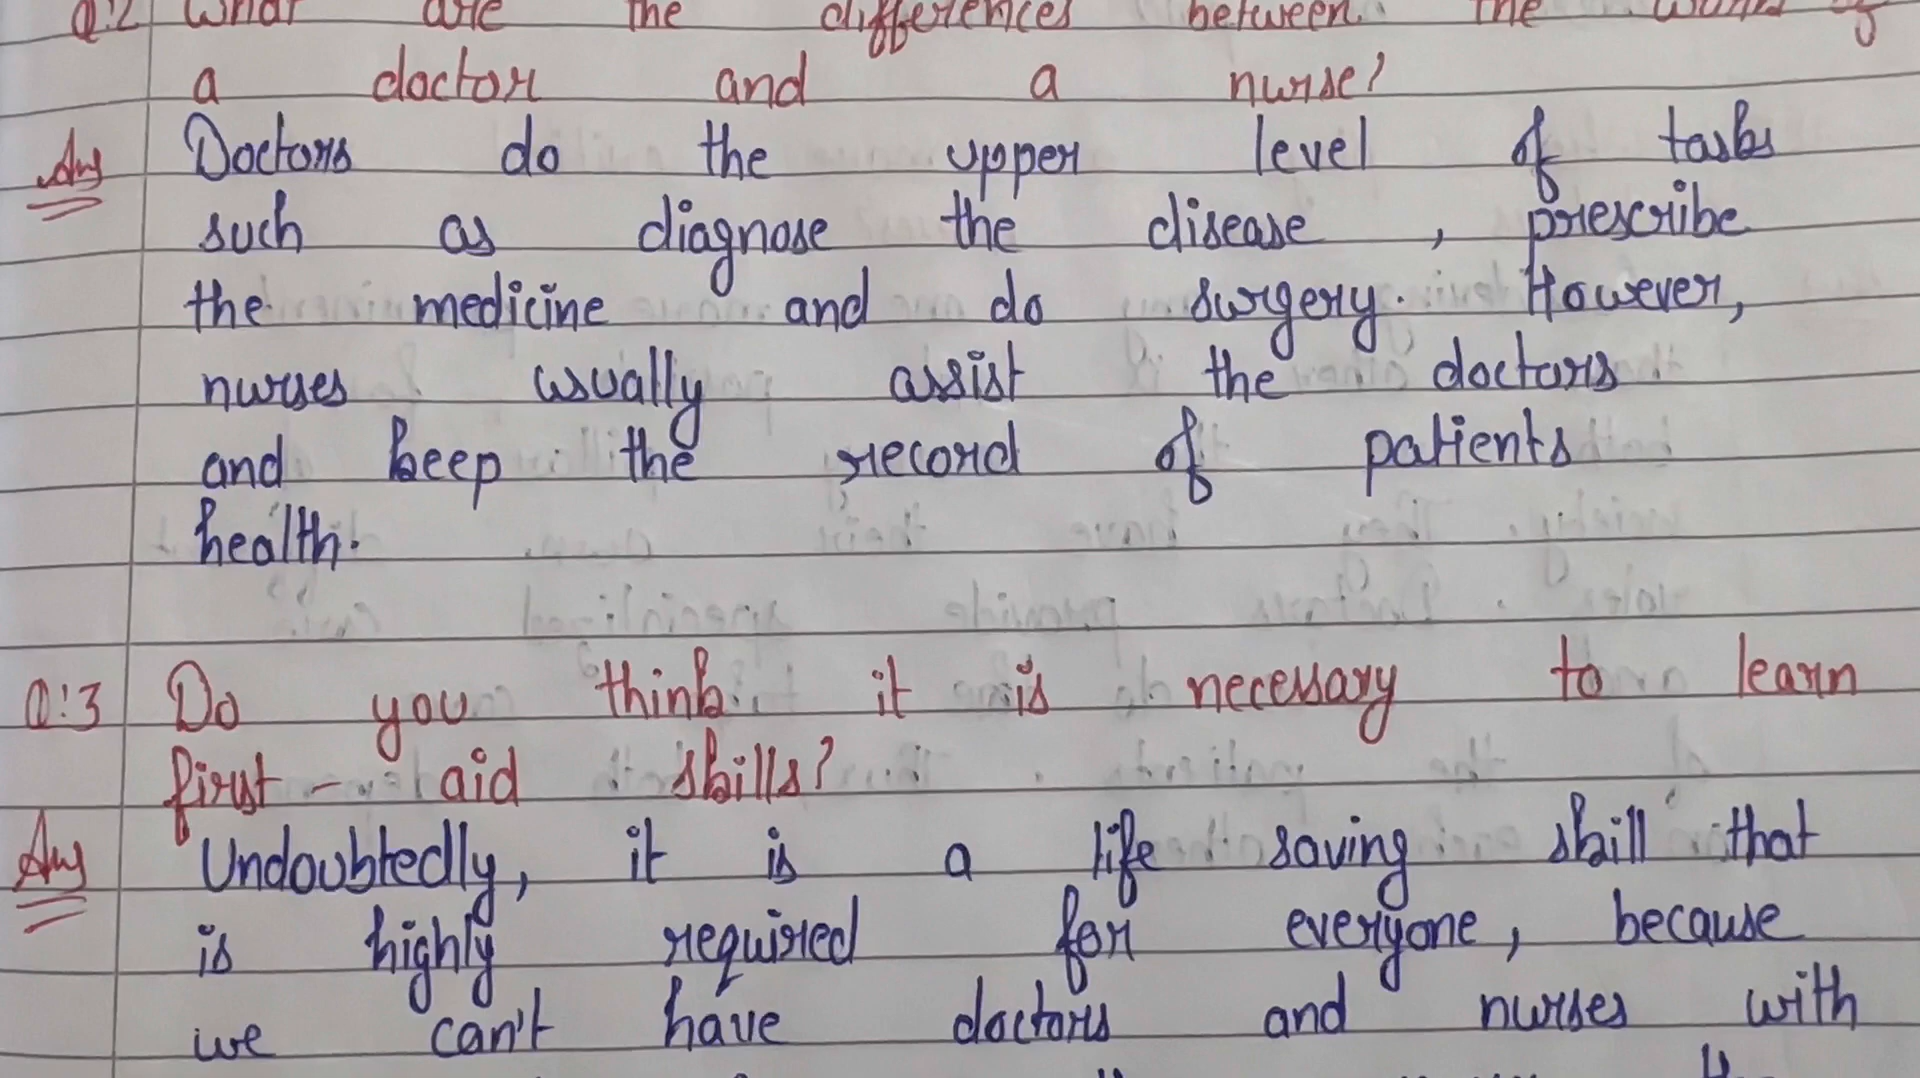 Q:2 What are the differences between the works of
a doctor and a nurse?
Ans Doctors do the upper level of tasks
such as diagnose the disease, prescribe
the medicine and do surgery. However,
nurses usually assist the doctors
and keep the record of patients
health.
Q:3 Do you think it is necessary to learn
first-aid skills?
Ans Undoubtedly, it is a life saving skill that
is highly required for everyone, because
we can't have doctors and nurses with